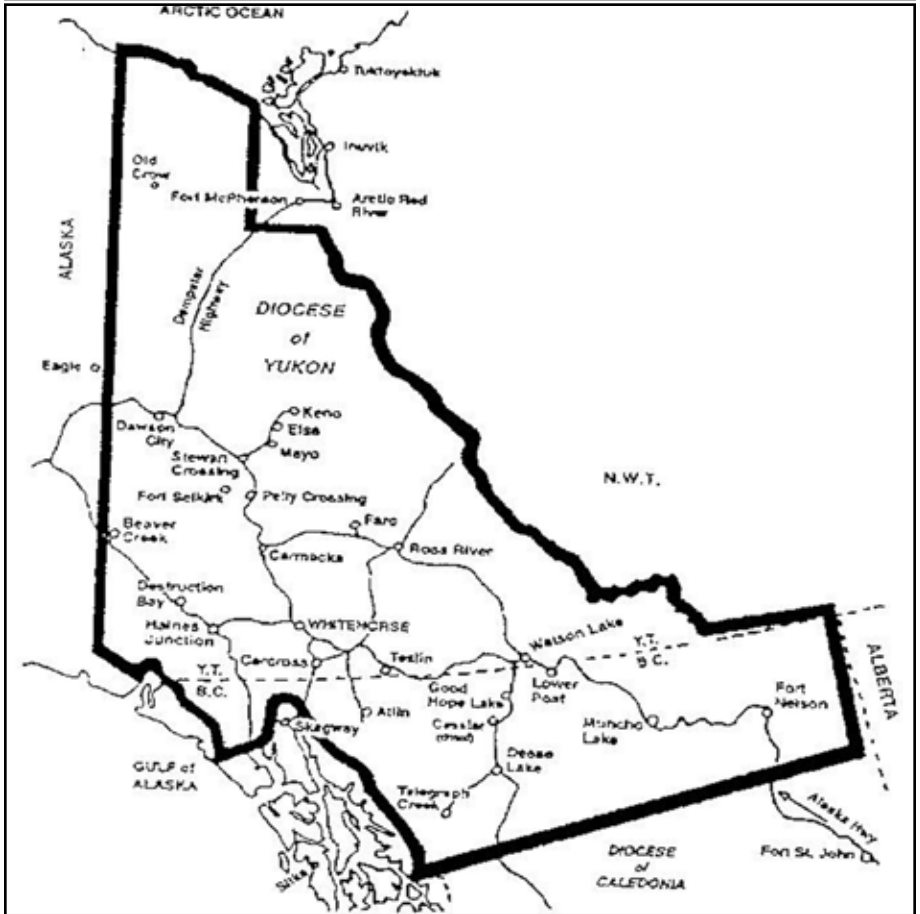 ARCTIC OCEAN
Tuktoyaktuk
Inuvik
Old
Crow
Fort McPherson
Arctic Red
River
ALASKA
Dempster
Highway
DIOCESE
of
YUKON
Eagle
Keno
Elsa
Mayo
Dawson
City
Stewart
Crossing
N.W.T.
Fort Selkirk
Pelly Crossing
Faro
Beaver
Creek
Carmacks
Ross River
Destruction
Bay
Haines
Junction
WHITEHORSE
Watson Lake
Y.T.
B.C.
ALBERTA
Carcross
Teslin
Y.T.
B.C.
Good
Hope Lake
Lower
Post
Fort
Nelson
Skagway
Atlin
Cassiar
(closed)
Muncho
Lake
GULF of
ALASKA
Dease
Lake
Telegraph
Creek
Alaska Hwy
Sitka
DIOCESE
of
CALEDONIA
Fort St. John